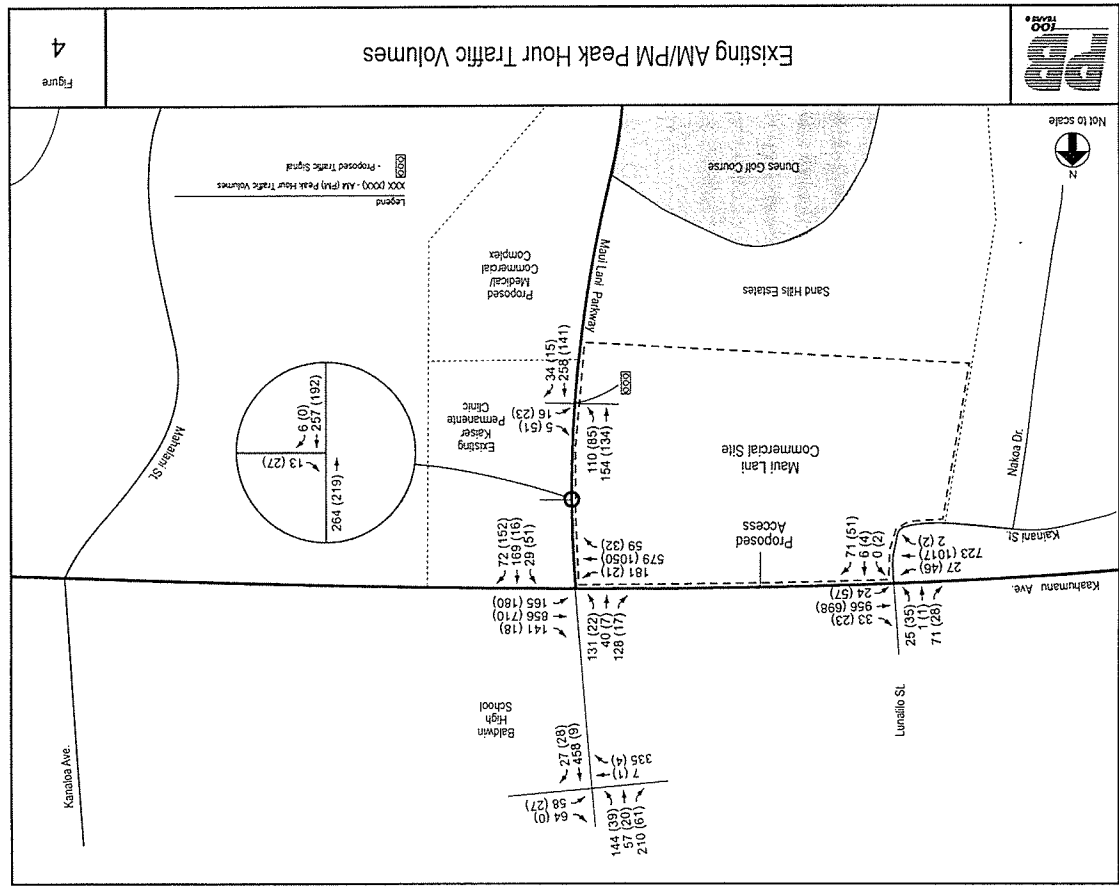 Kanaloa Ave.
144 (39)
57 (20)
210 (61)
64 (0)
58 (27)
7 (1)
335 (4)
27 (28)
458 (9)
Baldwin
High
School
Lunalilo St.
71 (28)
1 (1)
25 (35)
33 (23)
956 (698)
24 (57)
128 (17)
40 (7)
131 (22)
141 (18)
856 (710)
165 (180)
Kaahumanu Ave.
27 (46)
723 (1017)
2 (2)
71 (51)
6 (4)
0 (2)
181 (21)
579 (1050)
59 (32)
72 (152)
169 (16)
29 (51)
Kainani St.
Nakoa Dr.
Proposed
Access
Maui Lani
Commercial Site
154 (134)
110 (85)
5 (51)
16 (23)
258 (141)
34 (15)
Existing
Kaiser
Permanente
Clinic
264 (219)
13 (27)
257 (192)
6 (0)
Mahalani St.
Sand Hills Estates
Maui Lani Parkway
Proposed
Medical/
Commercial
Complex
Dunes Golf Course
Legend
XXX (XXX) - AM (PM) Peak Hour Traffic Volumes
- Proposed Traffic Signal
N
Not to scale
PB
100
YEARS
Existing AM/PM Peak Hour Traffic Volumes
Figure
4